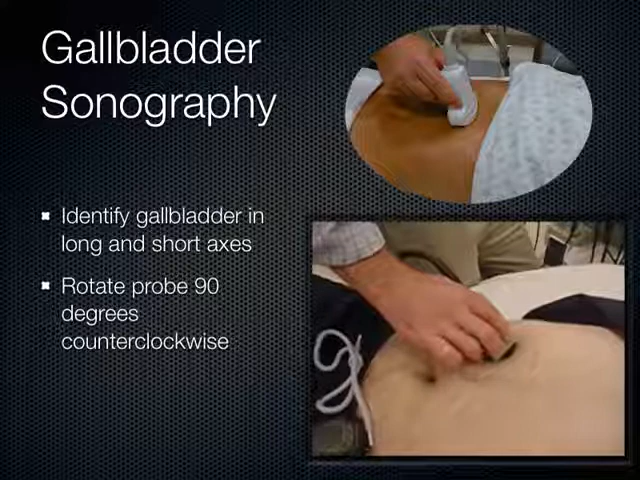 Gallbladder
Sonography
Identify gallbladder in
long and short axes
Rotate probe 90
degrees
counterclockwise